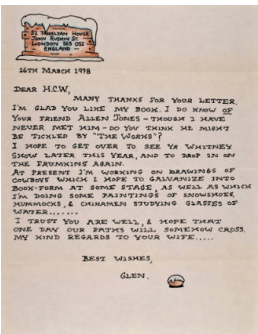 52 TREVELYAN HOUSE
JOHN RUSKIN ST.
LONDON SE5 0SZ
ENGLAND —
16TH MARCH 1978
DEAR H.C.W,
MANY THANKS FOR YOUR LETTER.
I'M GLAD YOU LIKE MY BOOK. I DO KNOW OF
YOUR FRIEND ALLEN JONES – THOUGH I HAVE
NEVER MET HIM – DO YOU THINK HE MIGHT
BE TICKLED BY "THE WORKS"?
I HOPE TO GET OVER TO SEE YR WHITNEY
SHOW LATER THIS YEAR, AND TO DROP IN ON
THE FRUMKINS AGAIN.
AT PRESENT I'M WORKING ON DRAWINGS OF
COWBOYS WHICH I HOPE TO GALVANIZE INTO
BOOK-FORM AT SOME STAGE, AS WELL AS WHICH
I'M DOING SOME PAINTINGS OF SNOWSHOES,
HUMMOCKS, & CHINAMEN STUDYING GLASSES OF
WATER.......
I TRUST YOU ARE WELL, & HOPE THAT
ONE DAY OUR PATHS WILL SOMEHOW CROSS.
MY KIND REGARDS TO YOUR WIFE.....
BEST WISHES,
GLEN.